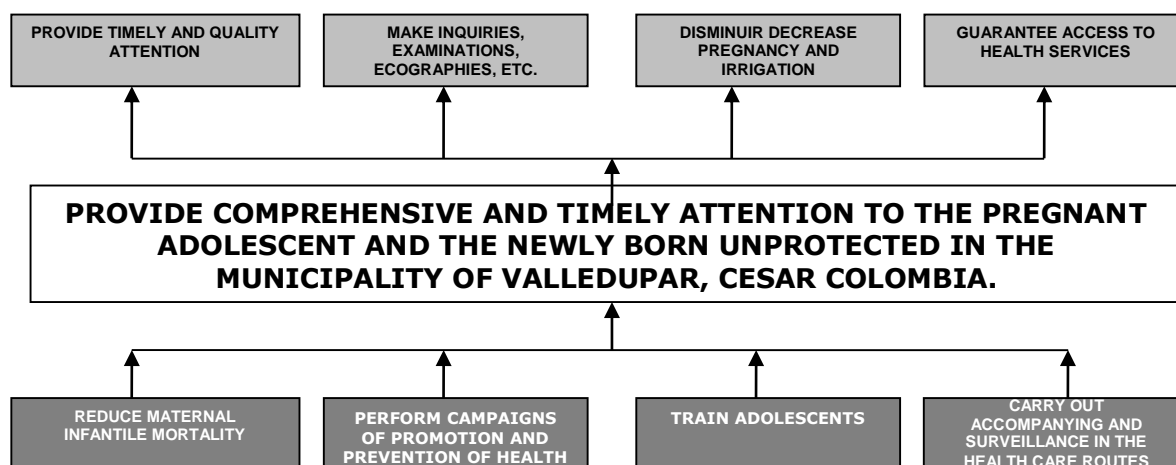 PROVIDE TIMELY AND QUALITY
ATTENTION
MAKE INQUIRIES,
EXAMINATIONS,
ECOGRAPHIES, ETC.
DISMINUIR DECREASE
PREGNANCY AND
IRRIGATION
GUARANTEE ACCESS TO
HEALTH SERVICES
PROVIDE COMPREHENSIVE AND TIMELY ATTENTION TO THE PREGNANT
ADOLESCENT AND THE NEWLY BORN UNPROTECTED IN THE
MUNICIPALITY OF VALLEDUPAR, CESAR COLOMBIA.
REDUCE MATERNAL
INFANTILE MORTALITY
PERFORM CAMPAIGNS
OF PROMOTION AND
PREVENTION OF HEALTH
TRAIN ADOLESCENTS
CARRY OUT
ACCOMPANYING AND
SURVEILLANCE IN THE
HEALTH CARE ROUTES